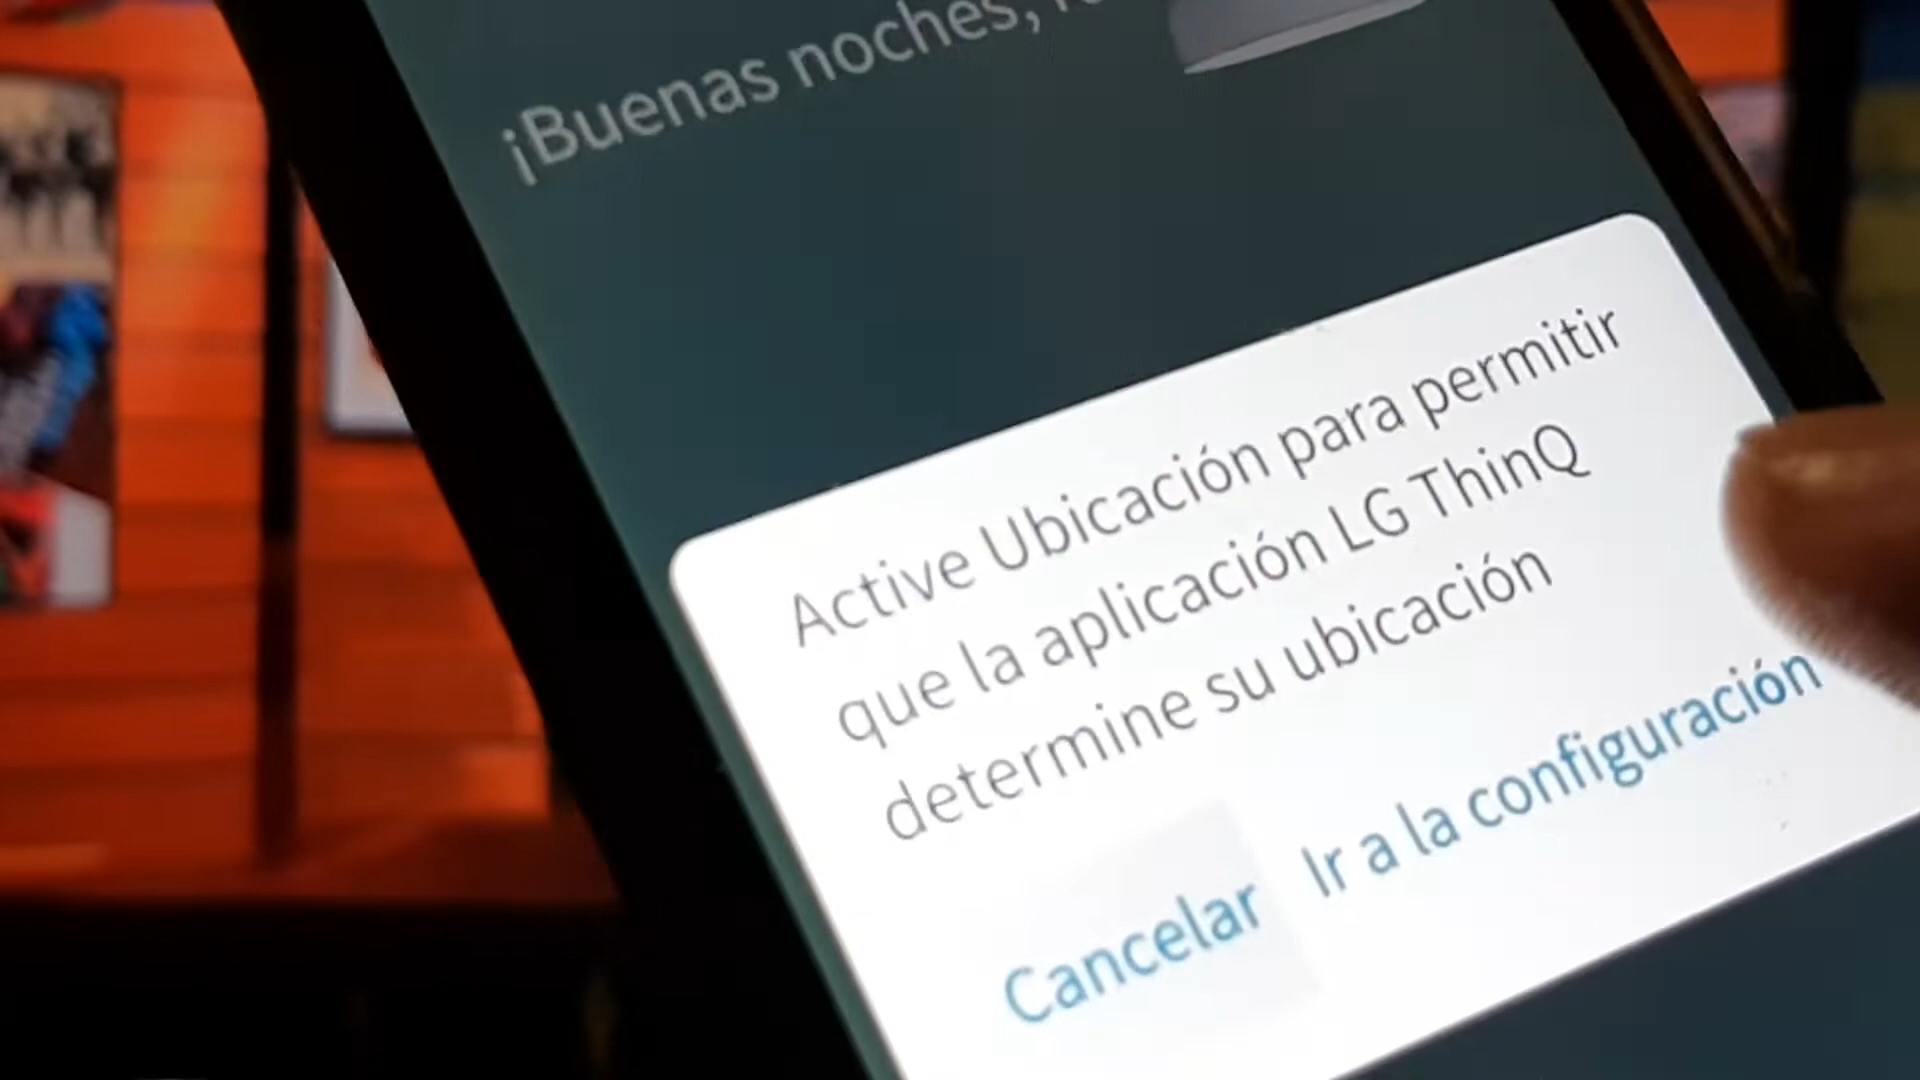 ¡Buenas noches,
Active Ubicación para permitir
que la aplicación LG ThinQ
determine su ubicación
Cancelar Ir a la configuración